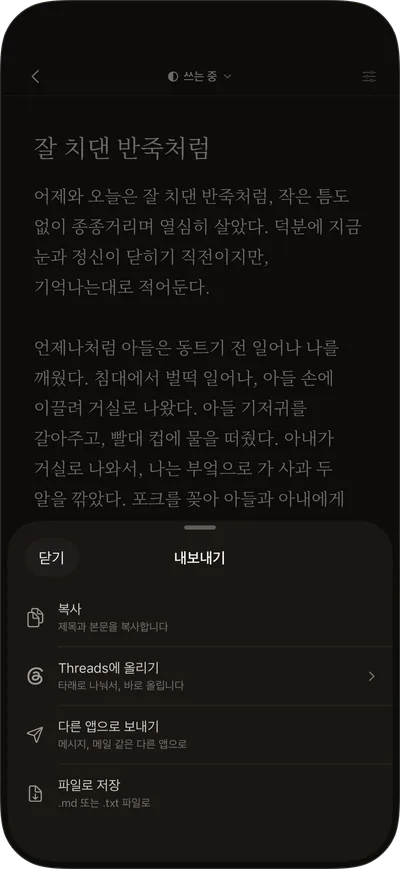 쓰는 중
잘 치댄 반죽처럼
어제와 오늘은 잘 치댄 반죽처럼, 작은 틈도
없이 종종거리며 열심히 살았다. 덕분에 지금
눈과 정신이 닫히기 직전이지만,
기억나는대로 적어둔다.
언제나처럼 아들은 동트기 전 일어나 나를
깨웠다. 침대에서 벌떡 일어나, 아들 손에
이끌려 거실로 나왔다. 아들 기저귀를
갈아주고, 빨대 컵에 물을 떠줬다. 아내가
거실로 나와서, 나는 부엌으로 가 사과 두
알을 깎았다. 포크를 꽂아 아들과 아내에게
닫기
내보내기
복사
제목과 본문을 복사합니다
Threads에 올리기
타래로 나눠서, 바로 올립니다
다른 앱으로 보내기
메시지, 메일 같은 다른 앱으로
파일로 저장
.md 또는 .txt 파일로